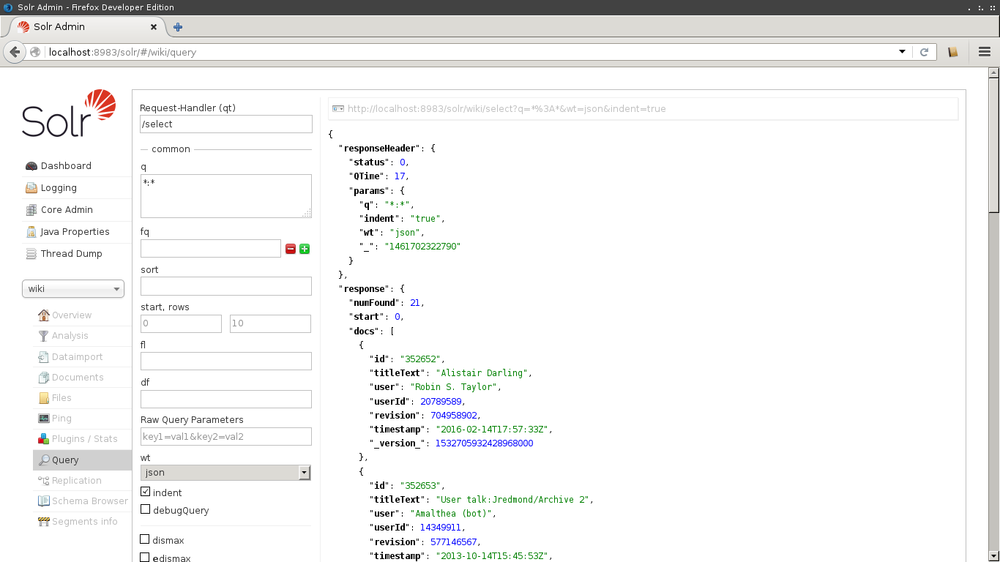 Solr Admin - Firefox Developer Edition
Solr Admin
localhost:8983/solr/#/wiki/query
Solr
Dashboard
Logging
Core Admin
Java Properties
Thread Dump
wiki
Overview
Analysis
Dataimport
Documents
Files
Ping
Plugins / Stats
Query
Replication
Schema Browser
Segments info
Request-Handler (qt)
/select
common
q
*:*
fq
sort
start, rows
0 10
fl
df
Raw Query Parameters
key1=val1&key2=val2
wt
json
indent
debugQuery
dismax
edismax
http://localhost:8983/solr/wiki/select?q=*%3A*&wt=json&indent=true
{
"responseHeader": {
"status": 0,
"QTime": 17,
"params": {
"q": "*:*",
"indent": "true",
"wt": "json",
"_": "1461702322790"
}
},
"response": {
"numFound": 21,
"start": 0,
"docs": [
{
"id": "352652",
"titleText": "Alistair Darling",
"user": "Robin S. Taylor",
"userId": 20789589,
"revision": 704958902,
"timestamp": "2016-02-14T17:57:33Z",
"_version_": 1532705932428968000
},
{
"id": "352653",
"titleText": "User talk:Jredmond/Archive 2",
"user": "Amalthea (bot)",
"userId": 14349911,
"revision": 577146567,
"timestamp": "2013-10-14T15:45:53Z",